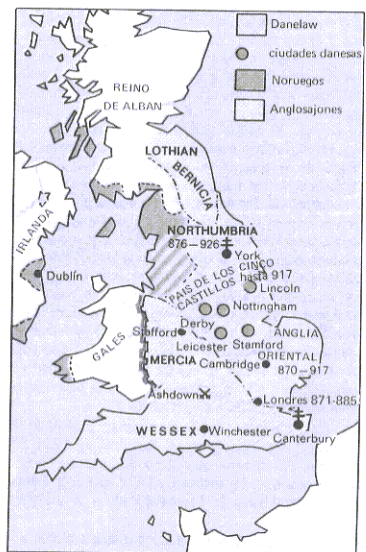 Danelaw
ciudades danesas
Noruegos
Anglosajones
REINO
DE ALBAN
LOTHIAN
BERNICIA
NORTHUMBRIA
876–926
York
PAIS DE LOS CINCO
CASTILLOS hasta 917
Lincoln
IRLANDA
Dublín
Nottingham
Derby
Stafford
GALES
Leicester
Stamford
ANGLIA
ORIENTAL
870–917
MERCIA
Cambridge
Ashdown
Londres 871-885
WESSEX
Winchester
Canterbury